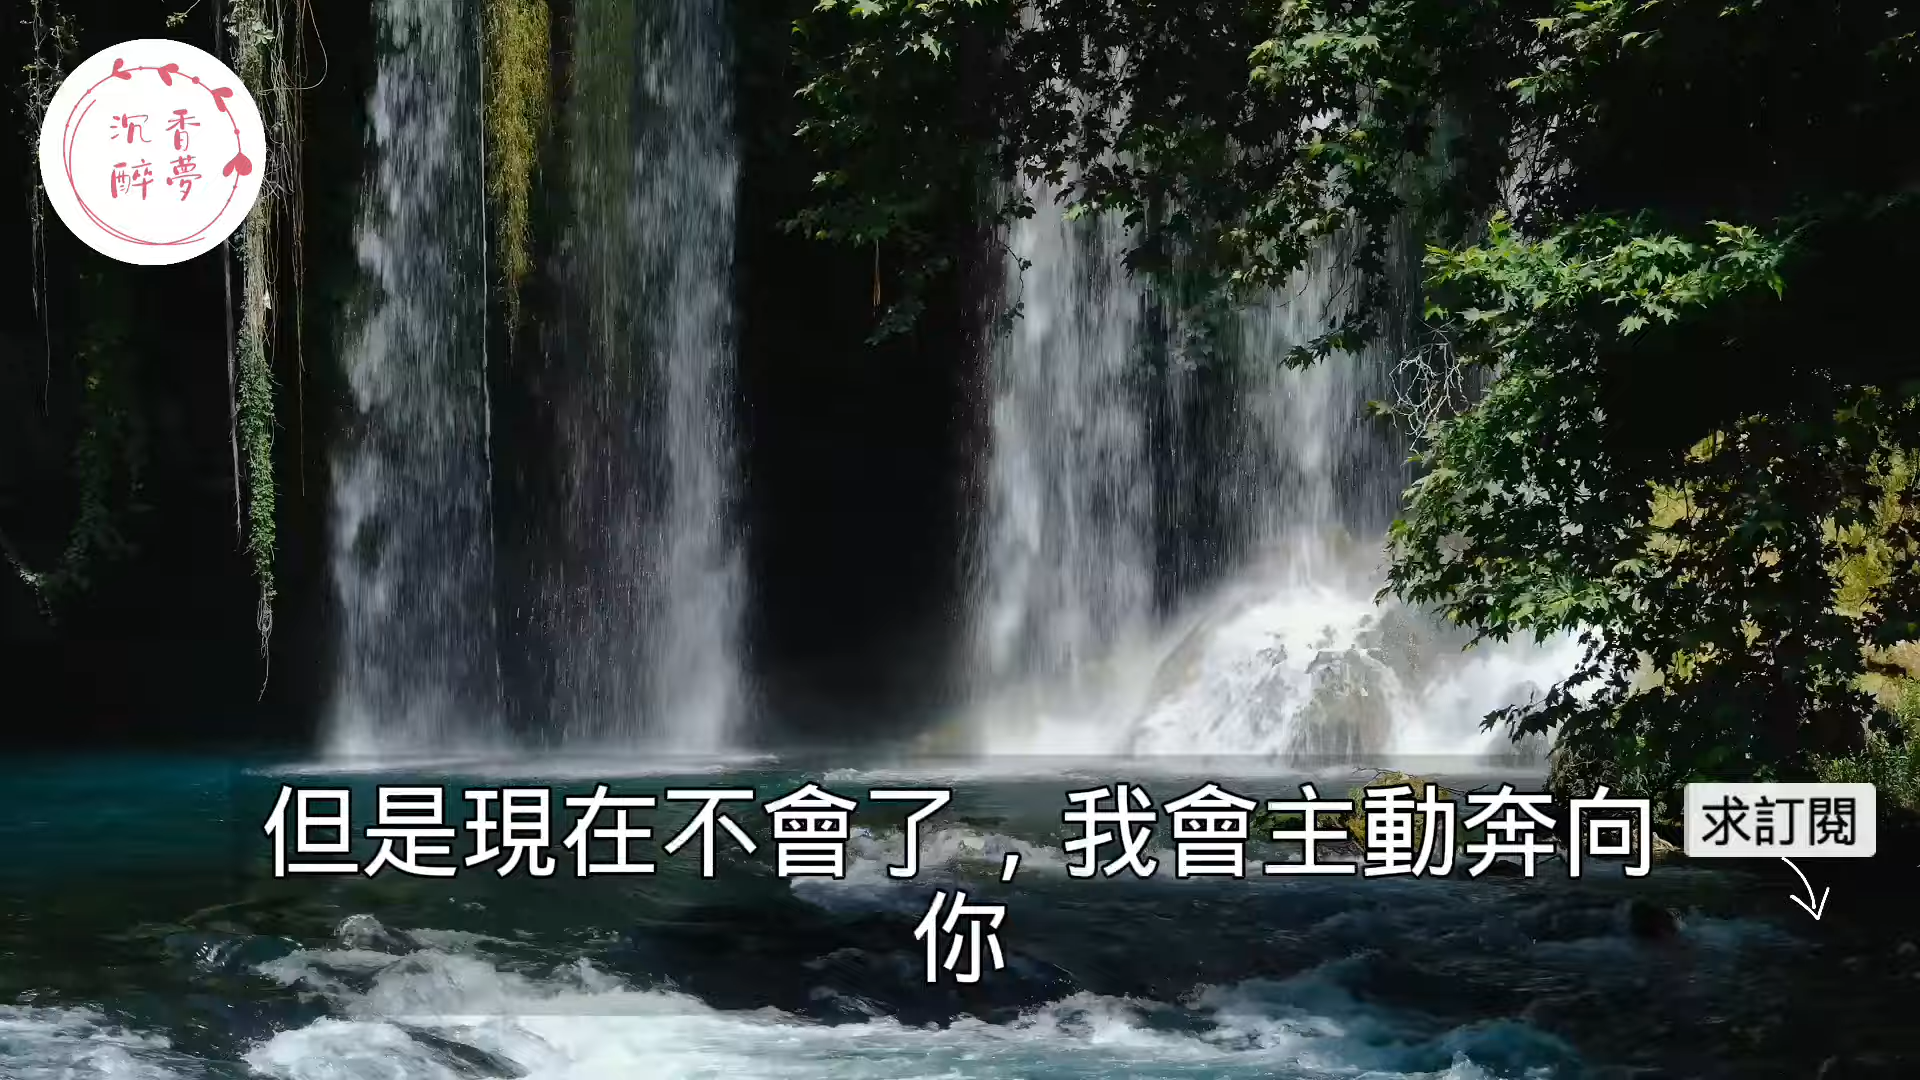 沉香
醉夢
但是現在不會了，我會主動奔向
你
求訂閱